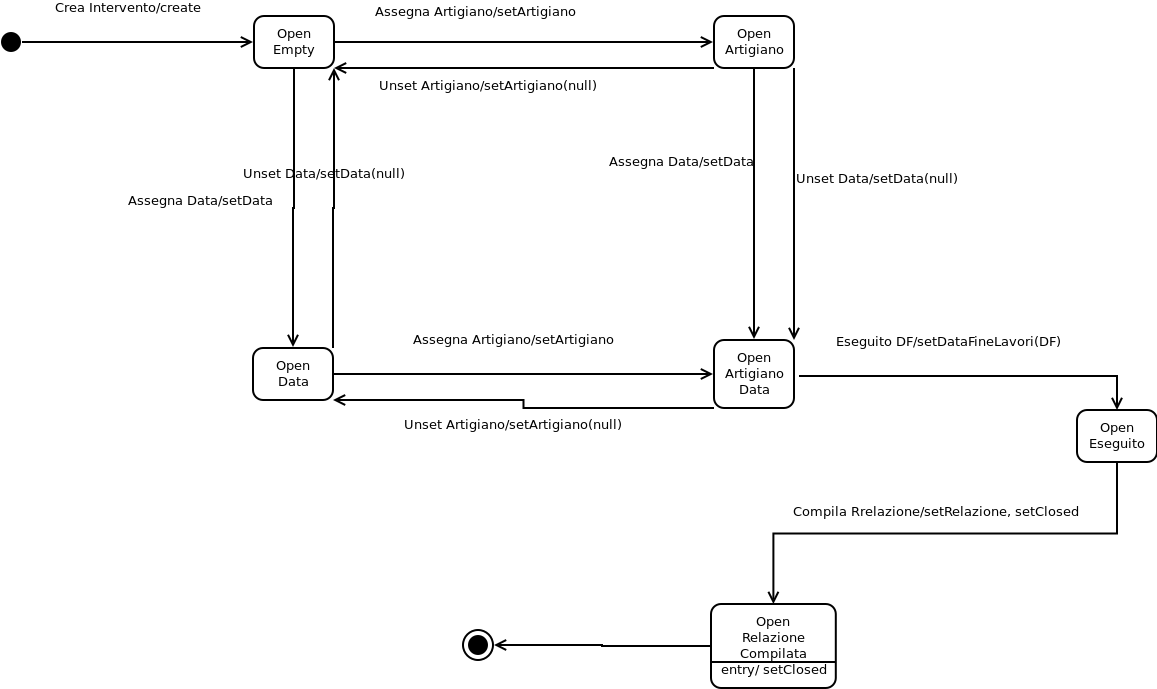 Crea Intervento/create
Assegna Artigiano/setArtigiano
Open
Empty
Open
Artigiano
Unset Artigiano/setArtigiano(null)
Assegna Data/setData
Unset Data/setData(null)
Unset Data/setData(null)
Assegna Data/setData
Assegna Artigiano/setArtigiano
Eseguito DF/setDataFineLavori(DF)
Open
Data
Open
Artigiano
Data
Unset Artigiano/setArtigiano(null)
Open
Eseguito
Compila Rrelazione/setRelazione, setClosed
Open
Relazione
Compilata
entry/ setClosed